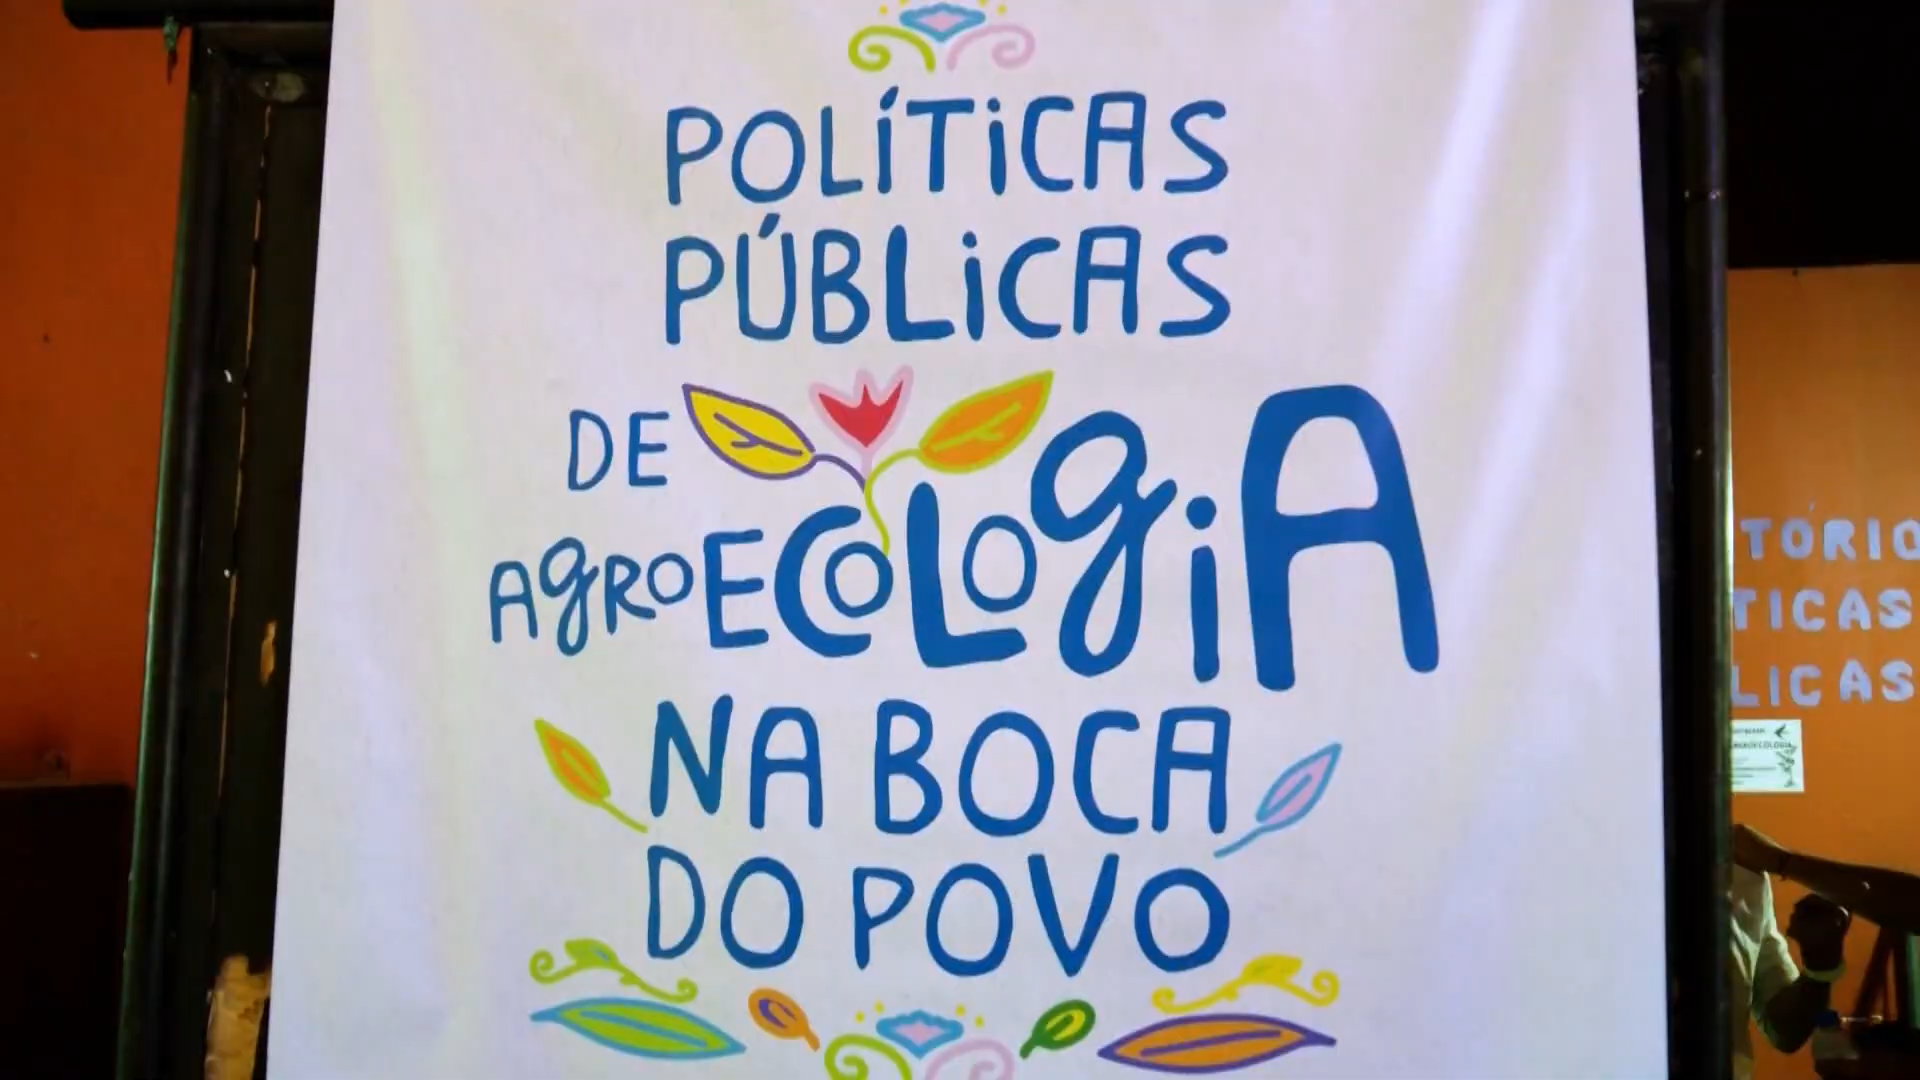 POLÍTICAS
PÚBLICAS
DE
AGROECOLOGIA
NA BOCA
DO POVO
TÓRIO
TICAS
LICAS